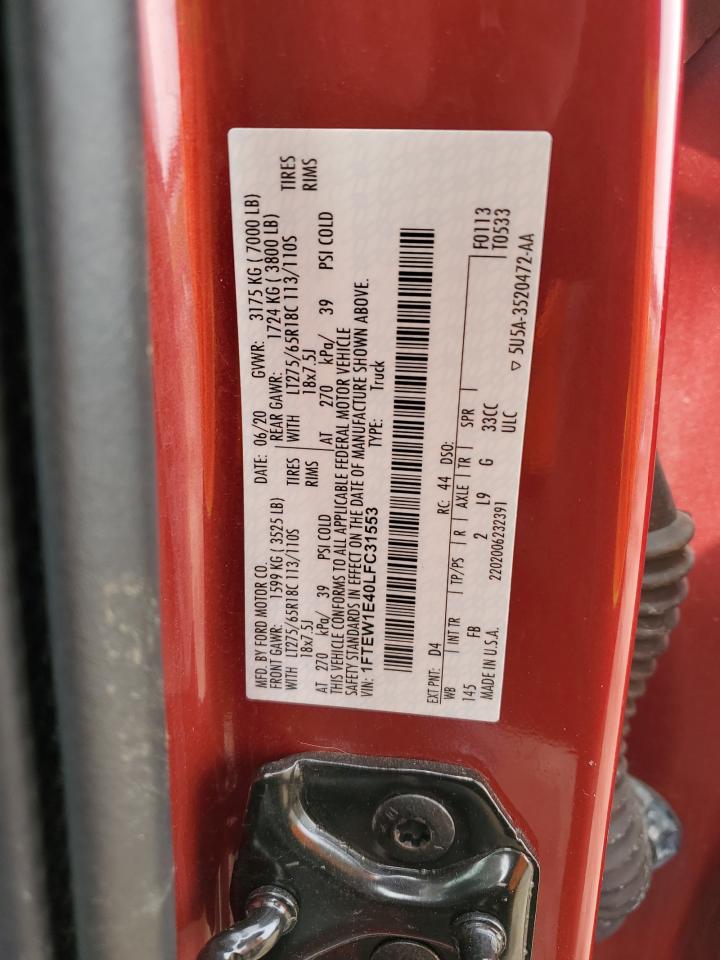 MFD. BY FORD MOTOR CO. DATE: 06/20 GVWR: 3175 KG ( 7000 LB)
FRONT GAWR: 1599 KG ( 3525 LB) REAR GAWR: 1724 KG ( 3800 LB)
WITH LT275/65R18C 113/110S TIRES WITH LT275/65R18C 113/110S TIRES
18x7.5J RIMS 18x7.5J RIMS
AT 270 kPa/ 39 PSI COLD AT 270 kPa/ 39 PSI COLD
THIS VEHICLE CONFORMS TO ALL APPLICABLE FEDERAL MOTOR VEHICLE
SAFETY STANDARDS IN EFFECT ON THE DATE OF MANUFACTURE SHOWN ABOVE.
VIN: 1FTEW1E40LFC31553 TYPE: Truck
EXT PNT: D4 RC: 44 DSO: F0113
WB INT TR TP/PS R AXLE TR SPR T0533
145 FB 2 L9 G 33CC
MADE IN U.S.A. 2202006232391 ULC ▽ 5U5A-3520472-AA